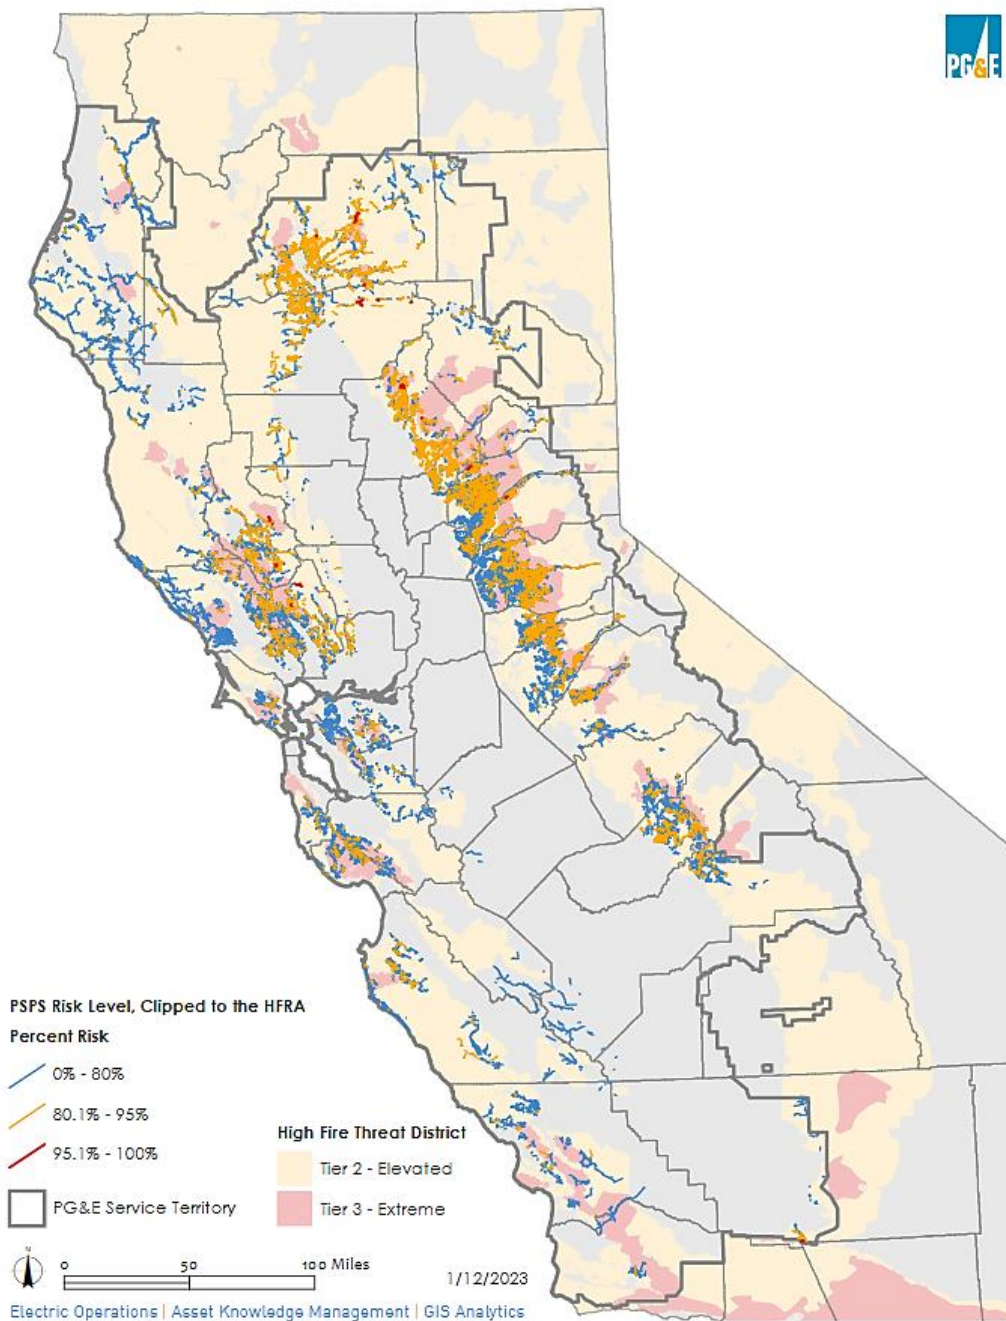 PG&E
PSPS Risk Level, Clipped to the HFRA
Percent Risk
0% - 80%
80.1% - 95%
95.1% - 100%
PG&E Service Territory
High Fire Threat District
Tier 2 - Elevated
Tier 3 - Extreme
N
0 50 100 Miles
1/12/2023
Electric Operations | Asset Knowledge Management | GIS Analytics